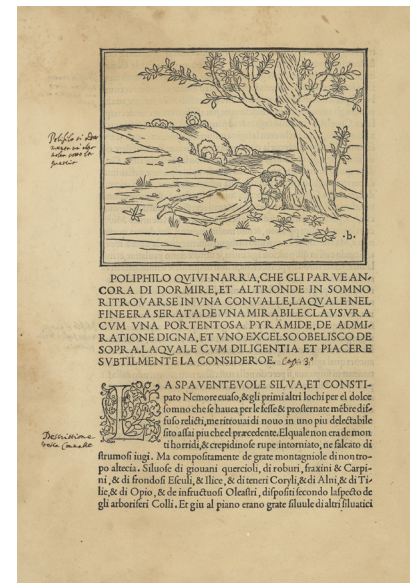 .b.
POLIPHILO QVIVI NARRA, CHE GLI PARVE AN-
CORA DI DORMIRE, ET ALTRONDE IN SOMNO
RITROVARSE IN VNA CONVALLE, LAQVALE NEL
FINE ERA SERATA DE VNA MIRABILE CLAVSVRA
CVM VNA PORTENTOSA PYRAMIDE, DE ADMI-
RATIONE DIGNA, ET VNO EXCELSO OBELISCO DE
SOPRA. LAQVALE CVM DILIGENTIA ET PIACERE
SVBTILMENTE LA CONSIDEROE. Cap. 3.
LA SPAVENTEVOLE SILVA, ET CONSTI-
pato Nemore euaso, & gli primi altri lochi per el dolce
somno che se hauea per le fesse & prosternate mẽbre dif-
fuso relicti, me ritrouai di nouo in uno piu delectabile
sito assai piu che el præcedente. El quale non era de mon
ti horridi, & crepidinose rupe intorniato, ne falcato di
strumosi iugi. Ma compositamente de grate montagniole di non tro-
po altecia. Siluose di giouani quercioli, di roburi, fraxini & Carpi-
ni, & di frondosi Esculi, & Ilice, & di teneri Coryli, & di Alni, & di Ti-
lie, & di Opio, & de infructuosi Oleastri, dispositi secondo laspecto de
gli arboriferi Colli. Et giu al piano erano grate siluule di altri siluatici